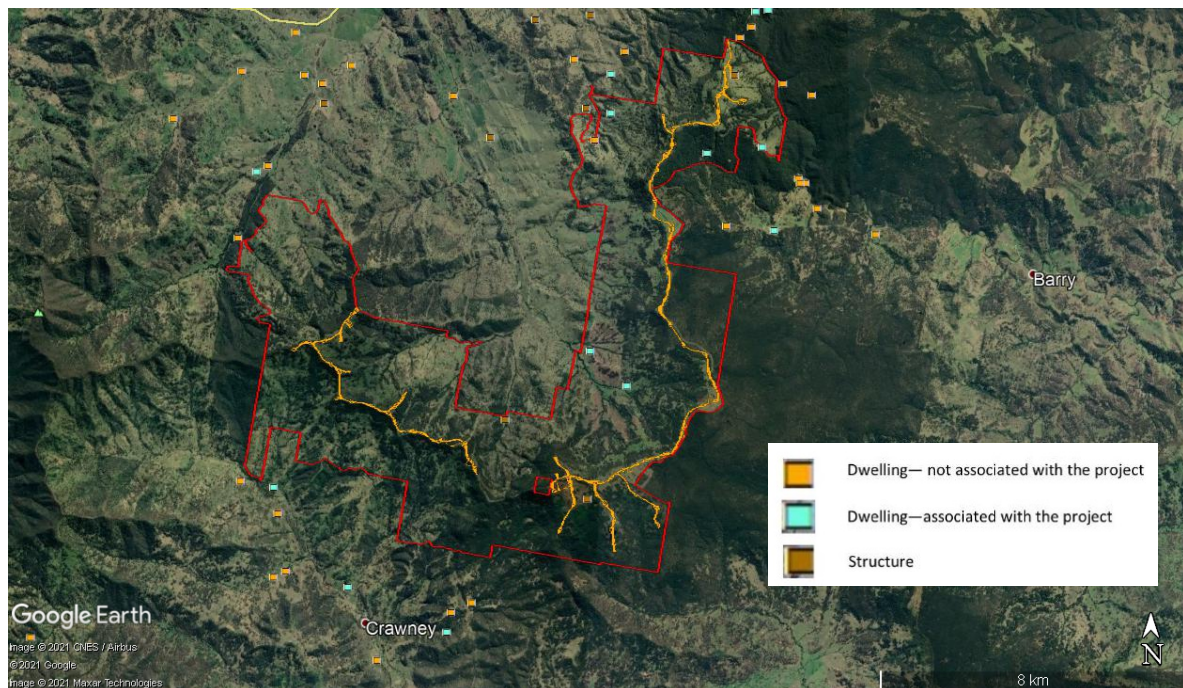 Barry
Dwelling— not associated with the project
Dwelling—associated with the project
Structure
Google Earth
Crawney
Image © 2021 CNES / Airbus
© 2021 Google
Image © 2021 Maxar Technologies
N
8 km